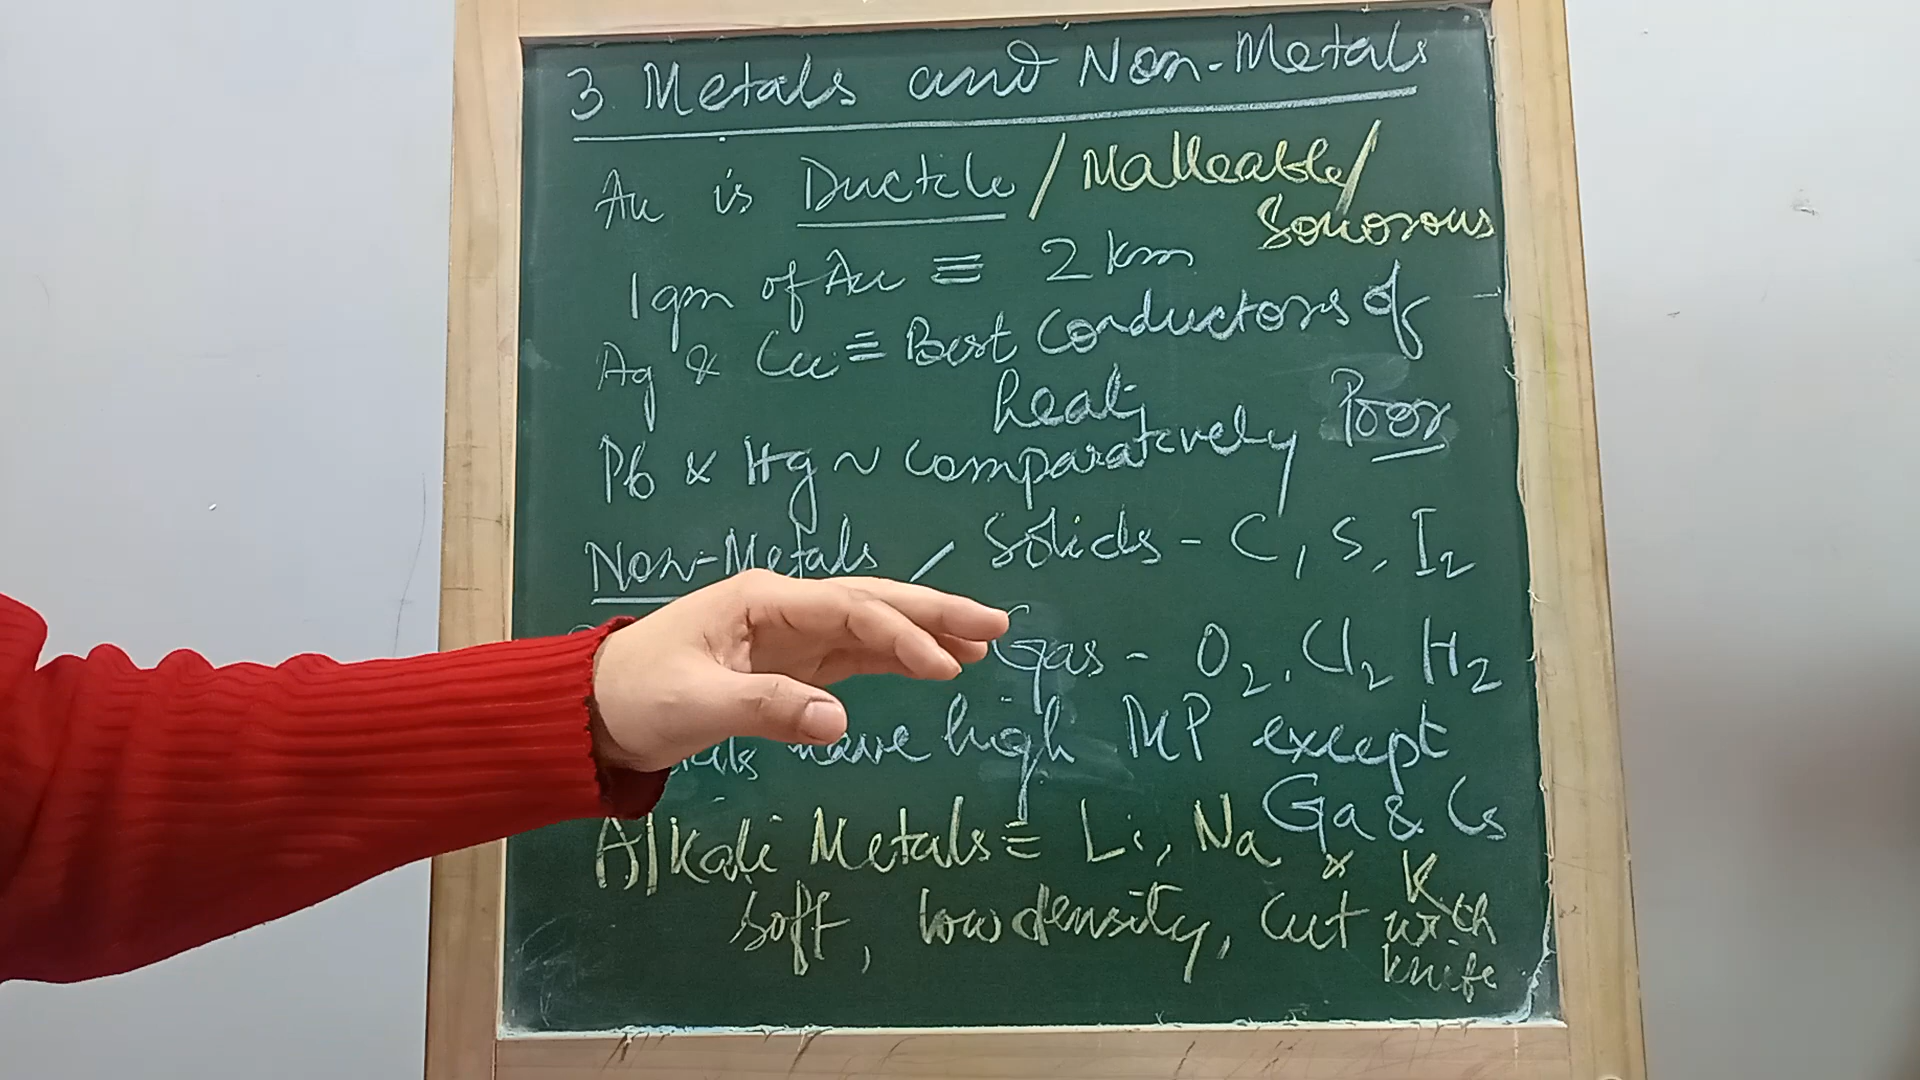 3. Metals and Non-Metals
Au is Ductile / Malleable/
Sonorous
1gm of Au ≡ 2 km
Ag & Cu ≡ Best Conductors of
heat;
Pb & Hg ~ comparatively Poor
Non-Metals / Solids - C, S, I2
Gas - O2, Cl2 H2
have high MP except
Ga & Cs
Alkali Metals = Li, Na & K
soft, low density, cut with
knife